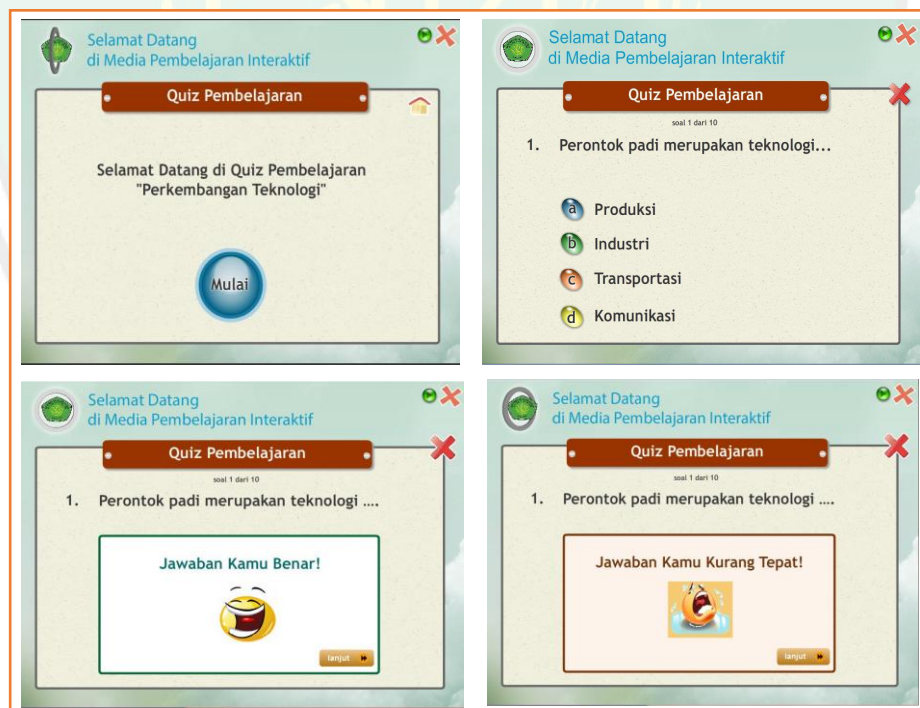 Selamat Datang
di Media Pembelajaran Interaktif
Quiz Pembelajaran
Selamat Datang di Quiz Pembelajaran
"Perkembangan Teknologi"
Mulai
Selamat Datang
di Media Pembelajaran Interaktif
Quiz Pembelajaran
soal 1 dari 10
1. Perontok padi merupakan teknologi...
a Produksi
b Industri
c Transportasi
d Komunikasi
Selamat Datang
di Media Pembelajaran Interaktif
Quiz Pembelajaran
soal 1 dari 10
1. Perontok padi merupakan teknologi ....
Jawaban Kamu Benar!
lanjut
Selamat Datang
di Media Pembelajaran Interaktif
Quiz Pembelajaran
soal 1 dari 10
1. Perontok padi merupakan teknologi ....
Jawaban Kamu Kurang Tepat!
lanjut